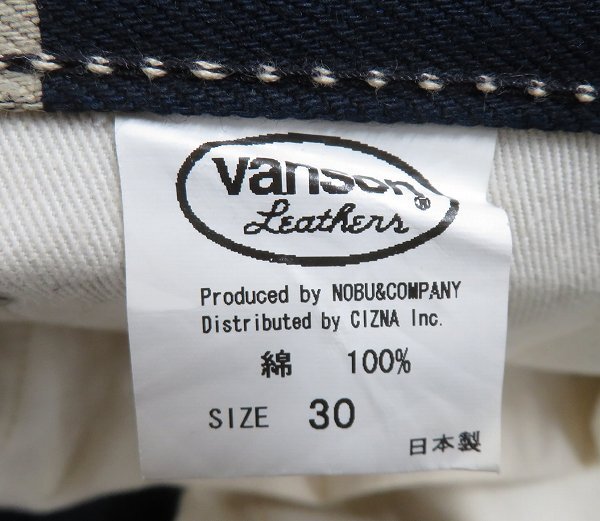 vanson®
Leathers
Produced by NOBU&COMPANY
Distributed by CIZNA Inc.
綿 100%
SIZE 30
日本製